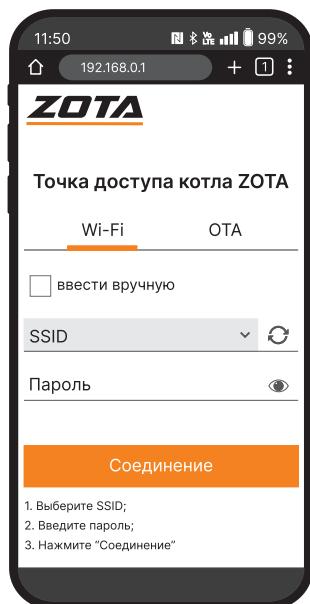 11:50 99%
192.168.0.1 1
ZOTA
Точка доступа котла ZOTA
Wi-Fi OTA
ввести вручную
SSID
Пароль
Соединение
1. Выберите SSID;
2. Введите пароль;
3. Нажмите "Соединение"